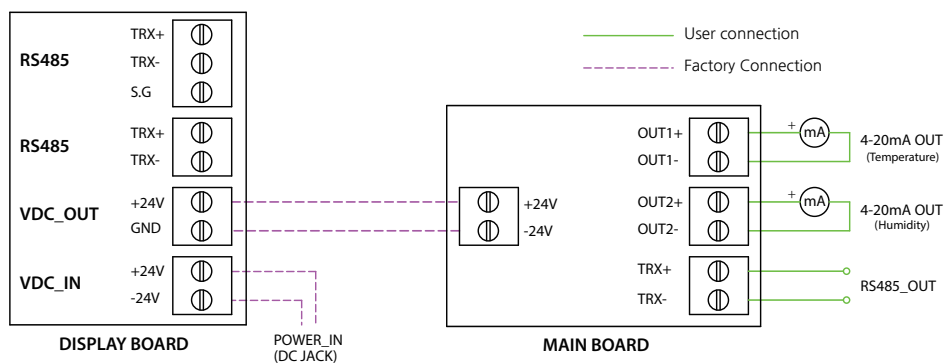 User connection
Factory Connection
RS485
TRX+
TRX-
S.G
RS485
TRX+
TRX-
VDC_OUT
+24V
GND
VDC_IN
+24V
-24V
DISPLAY BOARD
POWER_IN
(DC JACK)
+24V
-24V
OUT1+
OUT1-
OUT2+
OUT2-
TRX+
TRX-
MAIN BOARD
+
mA
4-20mA OUT
(Temperature)
+
mA
4-20mA OUT
(Humidity)
RS485_OUT